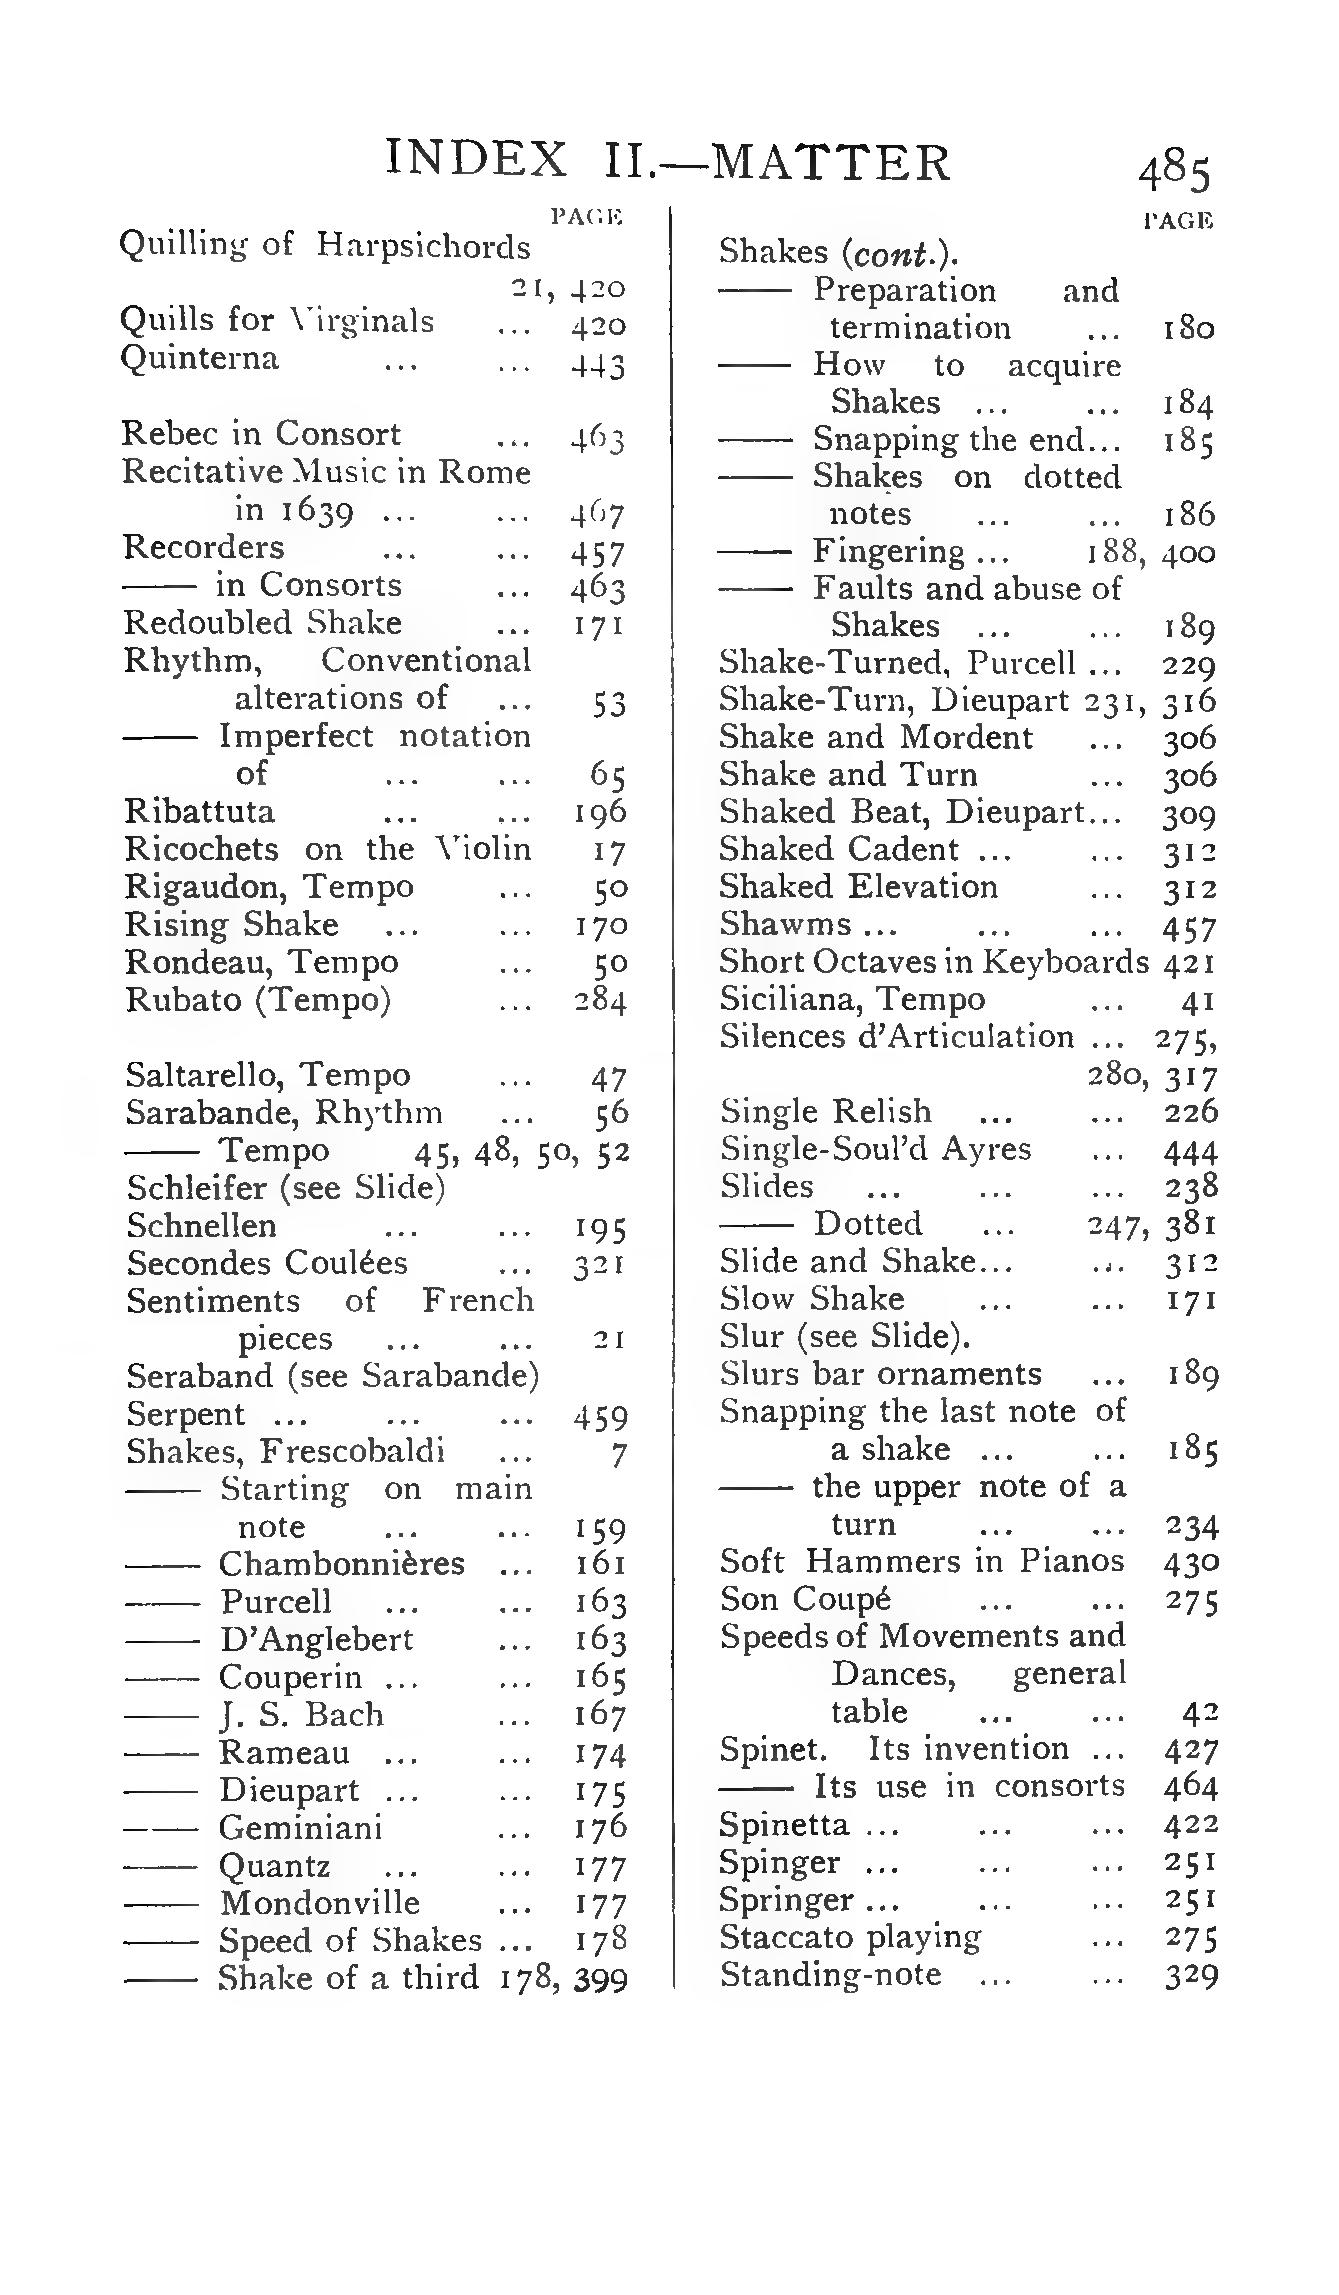 INDEX II.—MATTER 485
PAGE
Quilling of Harpsichords
21, 420
Quills for Virginals ... 420
Quinterna ... ... 443
Rebec in Consort ... 463
Recitative Music in Rome
in 1639 ... ... 467
Recorders ... ... 457
—— in Consorts ... 463
Redoubled Shake ... 171
Rhythm, Conventional
alterations of ... 53
—— Imperfect notation
of ... ... 65
Ribattuta ... ... 196
Ricochets on the Violin 17
Rigaudon, Tempo ... 50
Rising Shake ... ... 170
Rondeau, Tempo ... 50
Rubato (Tempo) ... 284
Saltarello, Tempo ... 47
Sarabande, Rhythm ... 56
—— Tempo 45, 48, 50, 52
Schleifer (see Slide)
Schnellen ... ... 195
Secondes Coulées ... 321
Sentiments of French
pieces ... ... 21
Seraband (see Sarabande)
Serpent ... ... ... 459
Shakes, Frescobaldi ... 7
—— Starting on main
note ... ... 159
—— Chambonnières ... 161
—— Purcell ... ... 163
—— D'Anglebert ... 163
—— Couperin ... ... 165
—— J. S. Bach ... 167
—— Rameau ... ... 174
—— Dieupart ... ... 175
—— Geminiani ... 176
—— Quantz ... ... 177
—— Mondonville ... 177
—— Speed of Shakes ... 178
—— Shake of a third 178, 399
PAGE
Shakes (cont.).
—— Preparation and
termination ... 180
—— How to acquire
Shakes ... ... 184
—— Snapping the end... 185
—— Shakes on dotted
notes ... ... 186
—— Fingering ... 188, 400
—— Faults and abuse of
Shakes ... ... 189
Shake-Turned, Purcell ... 229
Shake-Turn, Dieupart 231, 316
Shake and Mordent ... 306
Shake and Turn ... 306
Shaked Beat, Dieupart... 309
Shaked Cadent ... ... 312
Shaked Elevation ... 312
Shawms ... ... ... 457
Short Octaves in Keyboards 421
Siciliana, Tempo ... 41
Silences d'Articulation ... 275,
280, 317
Single Relish ... ... 226
Single-Soul'd Ayres ... 444
Slides ... ... ... 238
—— Dotted ... 247, 381
Slide and Shake... ... 312
Slow Shake ... ... 171
Slur (see Slide).
Slurs bar ornaments ... 189
Snapping the last note of
a shake ... ... 185
—— the upper note of a
turn ... ... 234
Soft Hammers in Pianos 430
Son Coupé ... ... 275
Speeds of Movements and
Dances, general
table ... ... 42
Spinet. Its invention ... 427
—— Its use in consorts 464
Spinetta ... ... ... 422
Spinger ... ... ... 251
Springer ... ... ... 251
Staccato playing ... 275
Standing-note ... ... 329